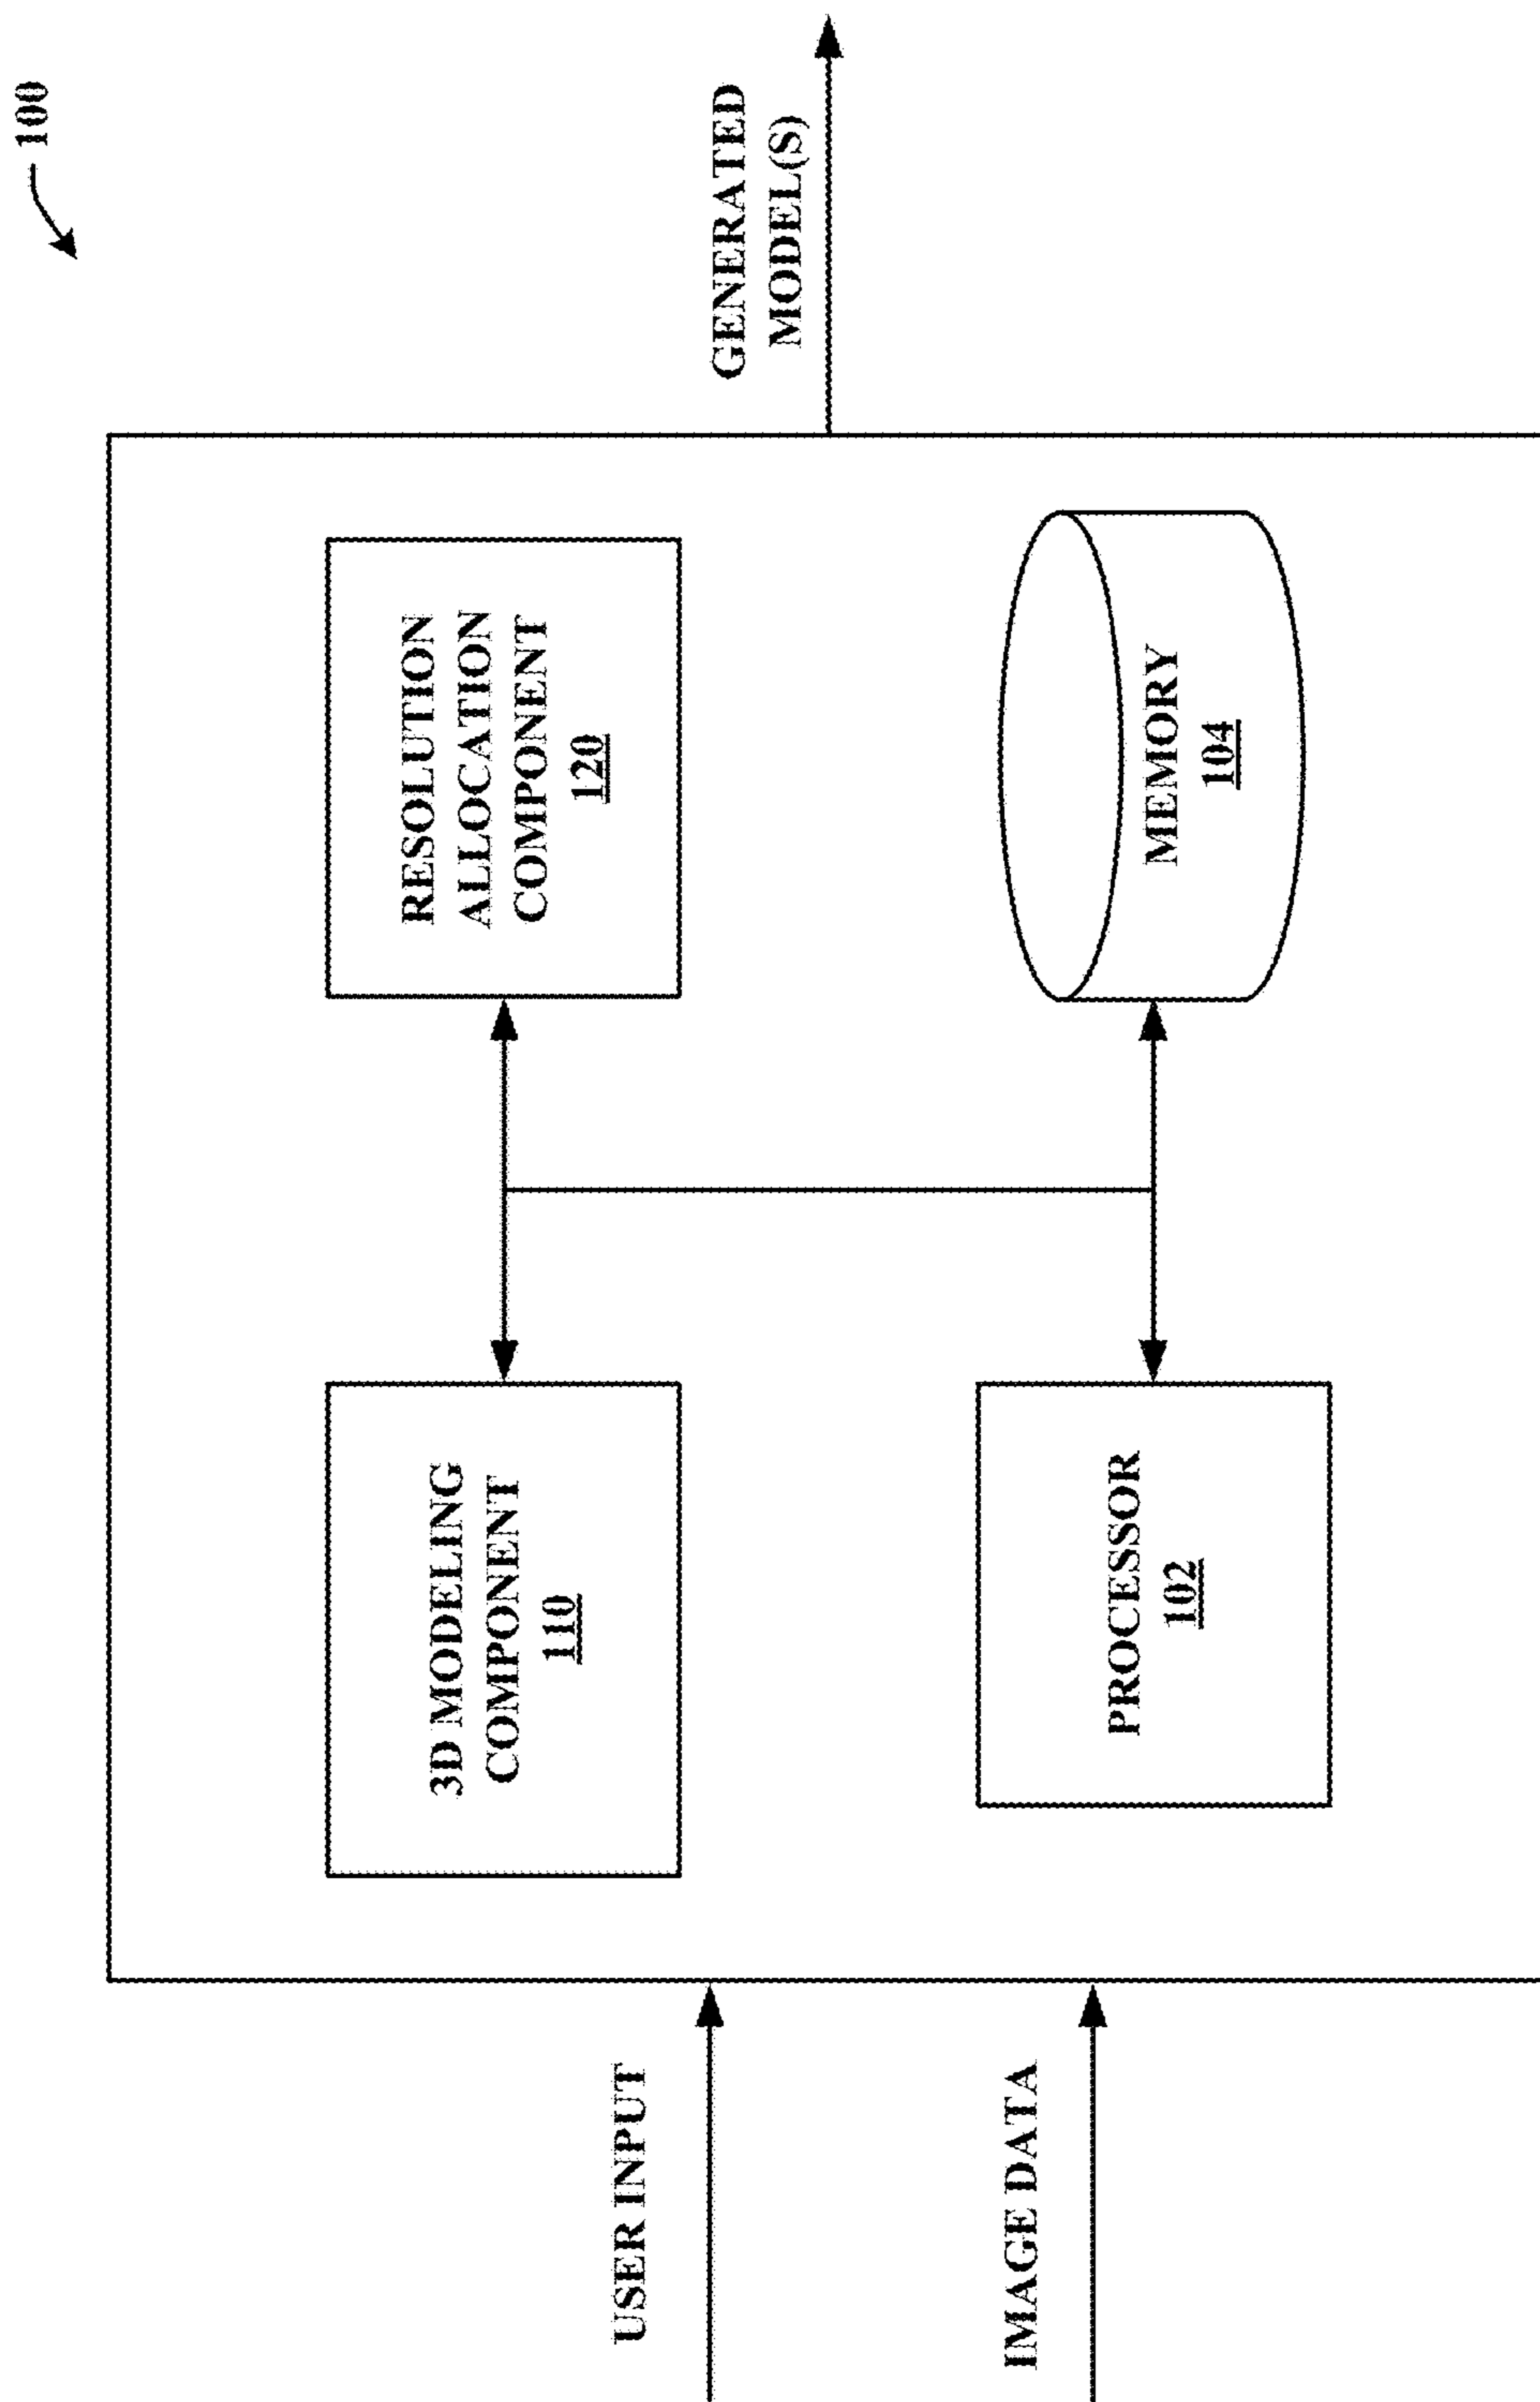 100
USER INPUT
IMAGE DATA
3D MODELING
COMPONENT
110
RESOLUTION
ALLOCATION
COMPONENT
120
PROCESSOR
102
MEMORY
104
GENERATED
MODEL(S)